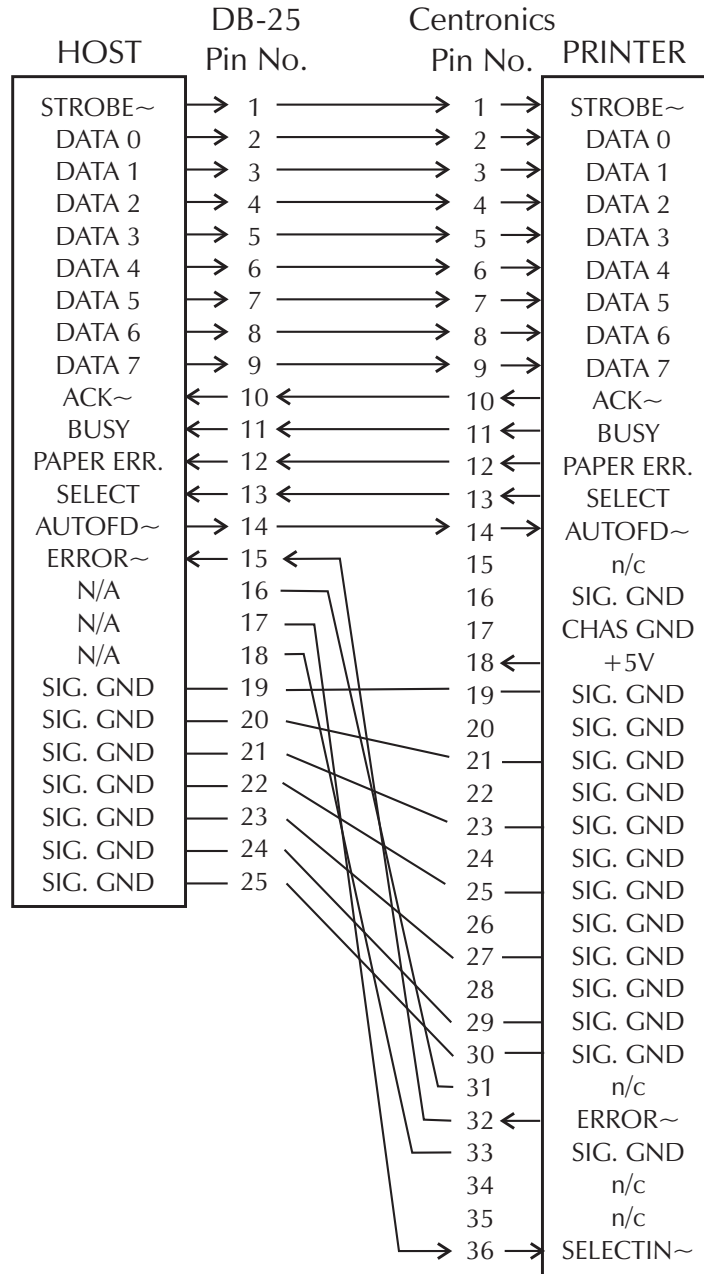 DB-25 Centronics
HOST Pin No. Pin No. PRINTER
STROBE~ 1 1 STROBE~
DATA 0 2 2 DATA 0
DATA 1 3 3 DATA 1
DATA 2 4 4 DATA 2
DATA 3 5 5 DATA 3
DATA 4 6 6 DATA 4
DATA 5 7 7 DATA 5
DATA 6 8 8 DATA 6
DATA 7 9 9 DATA 7
ACK~ 10 10 ACK~
BUSY 11 11 BUSY
PAPER ERR. 12 12 PAPER ERR.
SELECT 13 13 SELECT
AUTOFD~ 14 14 AUTOFD~
ERROR~ 15 15 n/c
N/A 16 16 SIG. GND
N/A 17 17 CHAS GND
N/A 18 18 +5V
SIG. GND 19 19 SIG. GND
SIG. GND 20 20 SIG. GND
SIG. GND 21 21 SIG. GND
SIG. GND 22 22 SIG. GND
SIG. GND 23 23 SIG. GND
SIG. GND 24 24 SIG. GND
SIG. GND 25 25 SIG. GND
26 SIG. GND
27 SIG. GND
28 SIG. GND
29 SIG. GND
30 SIG. GND
31 n/c
32 ERROR~
33 SIG. GND
34 n/c
35 n/c
36 SELECTIN~